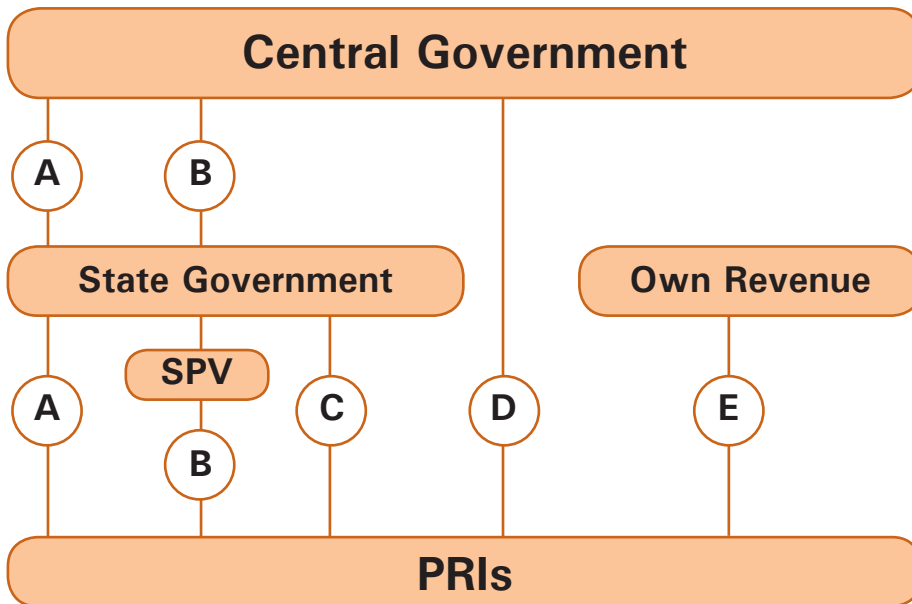 Central Government
A B
State Government Own Revenue
SPV
A C D E
B
PRIs